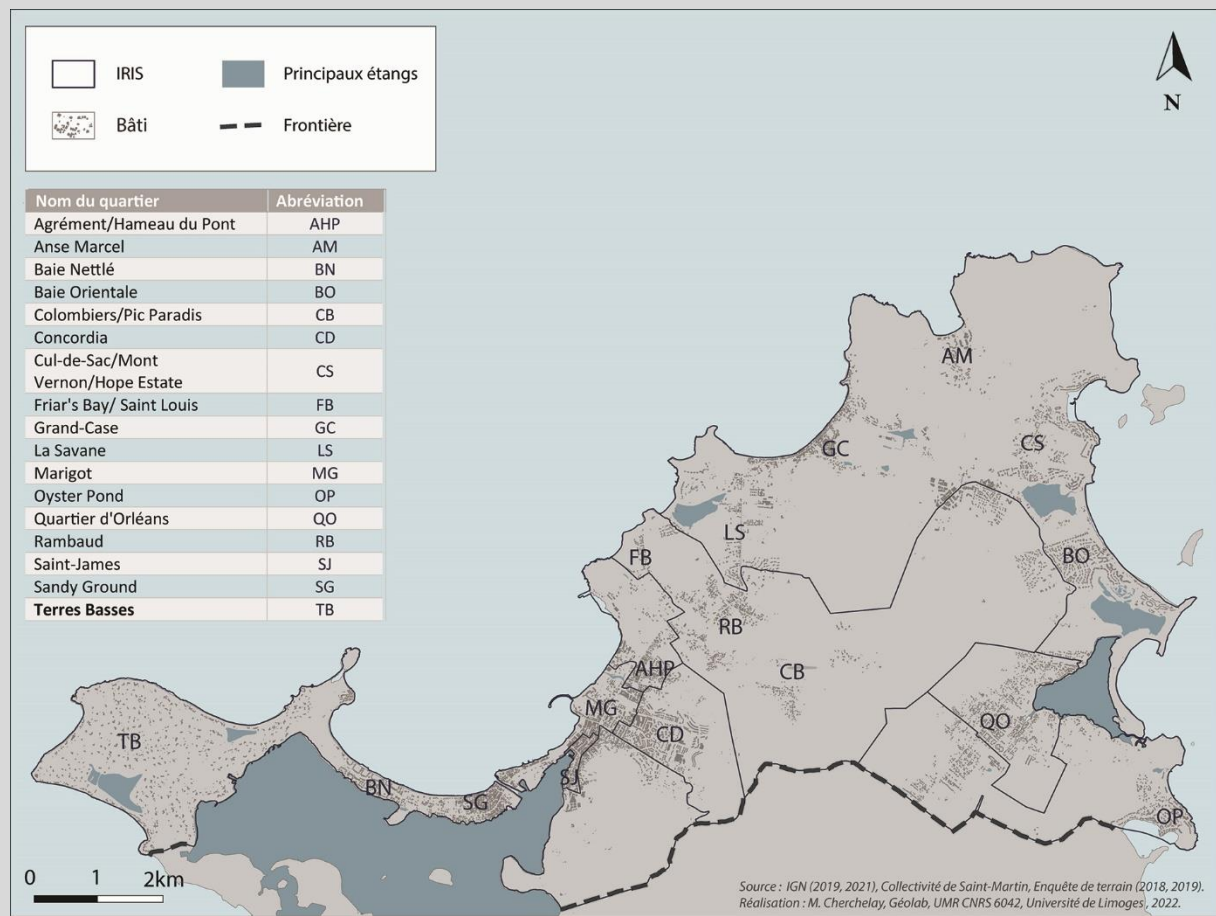 IRIS
Principaux étangs
Bâti
Frontière
N
Nom du quartier Abréviation
Agrément/Hameau du Pont AHP
Anse Marcel AM
Baie Nettlé BN
Baie Orientale BO
Colombiers/Pic Paradis CB
Concordia CD
Cul-de-Sac/Mont
Vernon/Hope Estate CS
Friar's Bay/ Saint Louis FB
Grand-Case GC
La Savane LS
Marigot MG
Oyster Pond OP
Quartier d'Orléans QO
Rambaud RB
Saint-James SJ
Sandy Ground SG
Terres Basses TB
AM
GC
CS
LS
FB
BO
RB
AHP
CB
MG
QO
CD
TB
SJ
BN
SG
OP
0 1 2km
Source : IGN (2019, 2021), Collectivité de Saint-Martin, Enquête de terrain (2018, 2019).
Réalisation : M. Cherchelay, Géolab, UMR CNRS 6042, Université de Limoges, 2022.